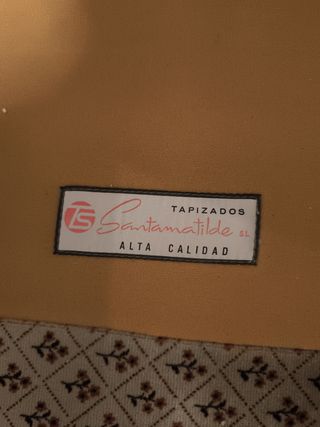 TS
TAPIZADOS
Santamatilde SL
ALTA CALIDAD